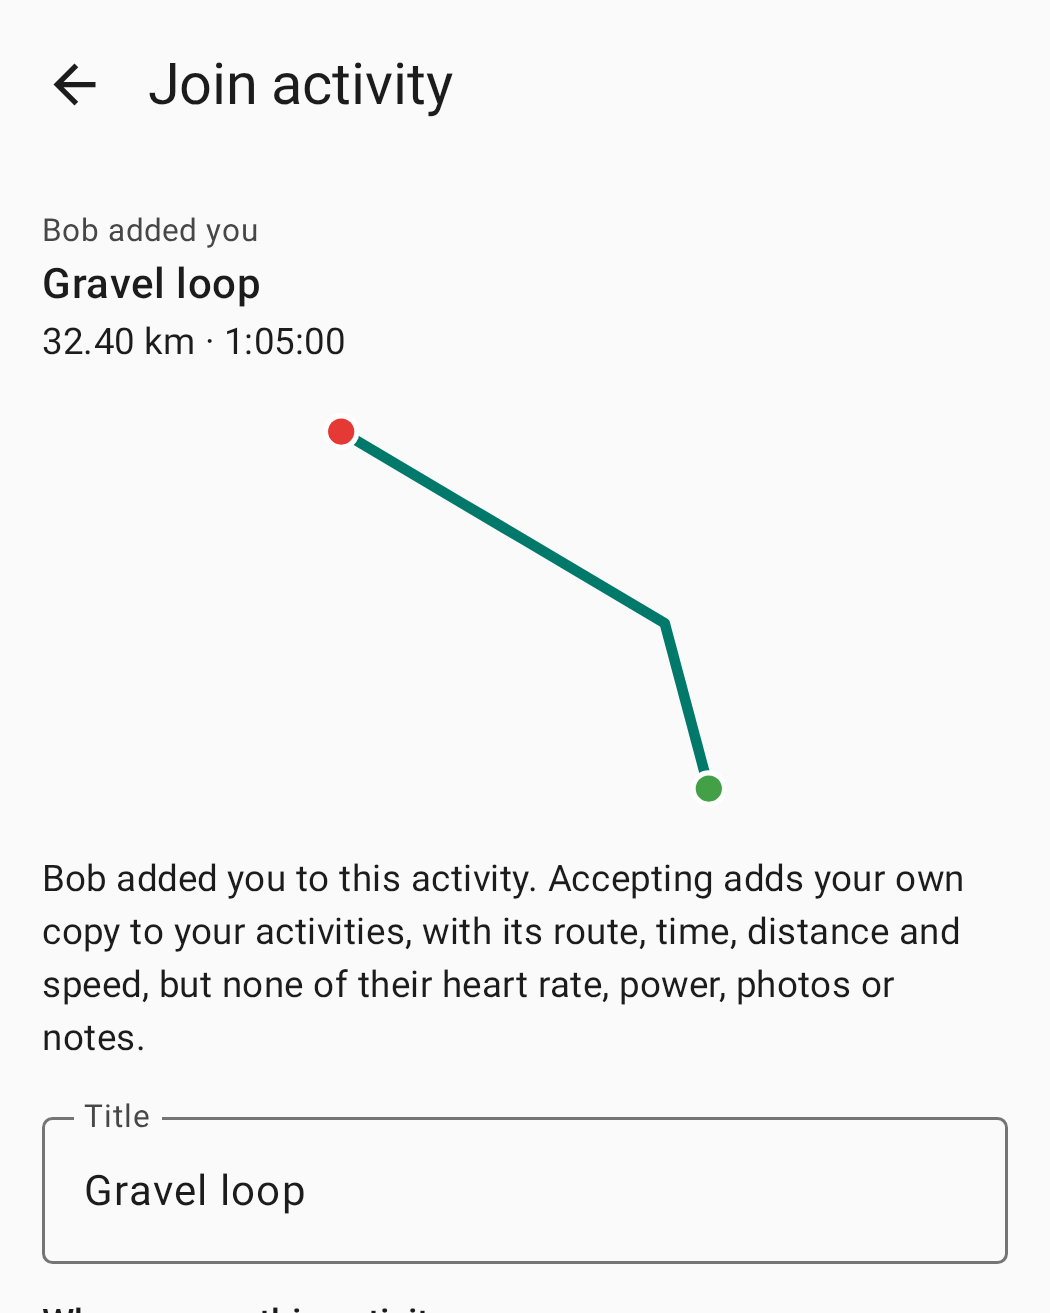 Join activity
Bob added you
Gravel loop
32.40 km · 1:05:00
Bob added you to this activity. Accepting adds your own
copy to your activities, with its route, time, distance and
speed, but none of their heart rate, power, photos or
notes.
Title
Gravel loop